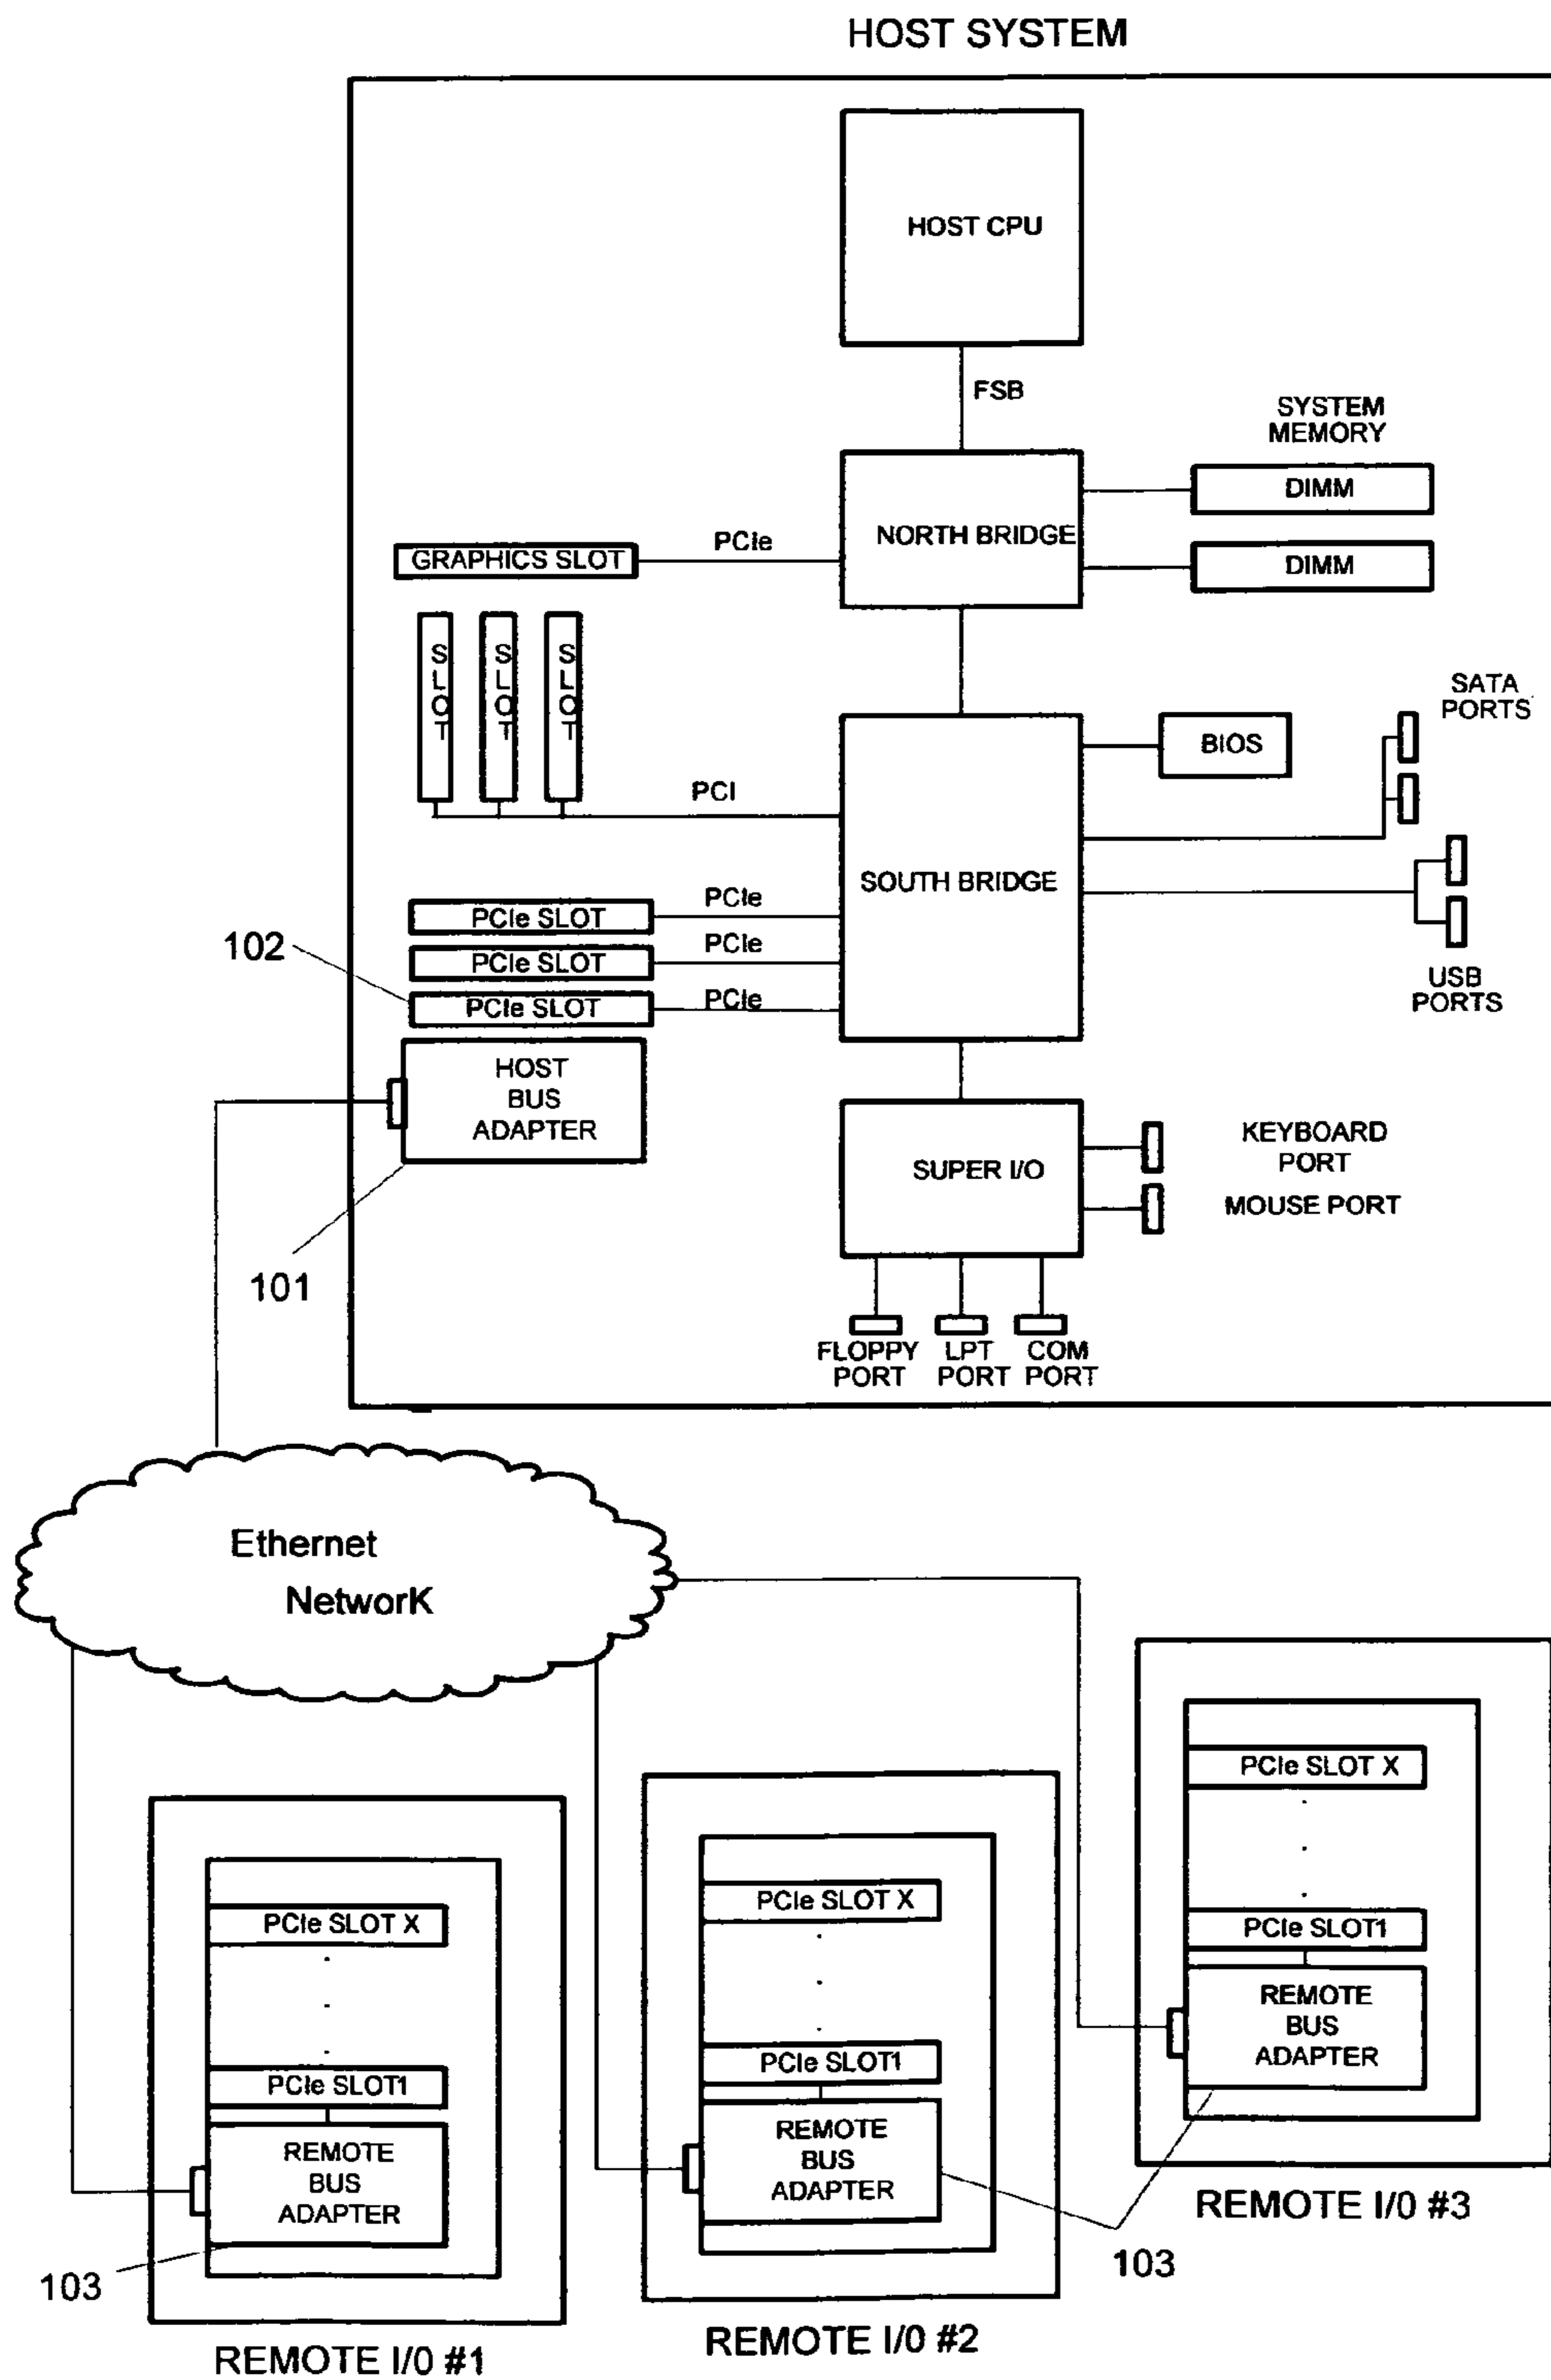 HOST SYSTEM
HOST CPU
FSB
SYSTEM
MEMORY
DIMM
NORTH BRIDGE
PCIe
GRAPHICS SLOT
DIMM
SLOT
SLOT
SLOT
SATA
PORTS
BIOS
PCI
SOUTH BRIDGE
PCIe
PCIe SLOT
102
PCIe
PCIe SLOT
PCIe
PCIe SLOT
USB
PORTS
HOST
BUS
ADAPTER
KEYBOARD
PORT
SUPER I/O
MOUSE PORT
101
FLOPPY
PORT
LPT
PORT
COM
PORT
Ethernet
NetworK
PCIe SLOT X
.
.
.
PCIe SLOT1
REMOTE
BUS
ADAPTER
103
REMOTE I/0 #1
PCIe SLOT X
.
.
.
PCIe SLOT1
REMOTE
BUS
ADAPTER
REMOTE I/0 #2
PCIe SLOT X
.
.
.
PCIe SLOT1
REMOTE
BUS
ADAPTER
103
REMOTE I/0 #3